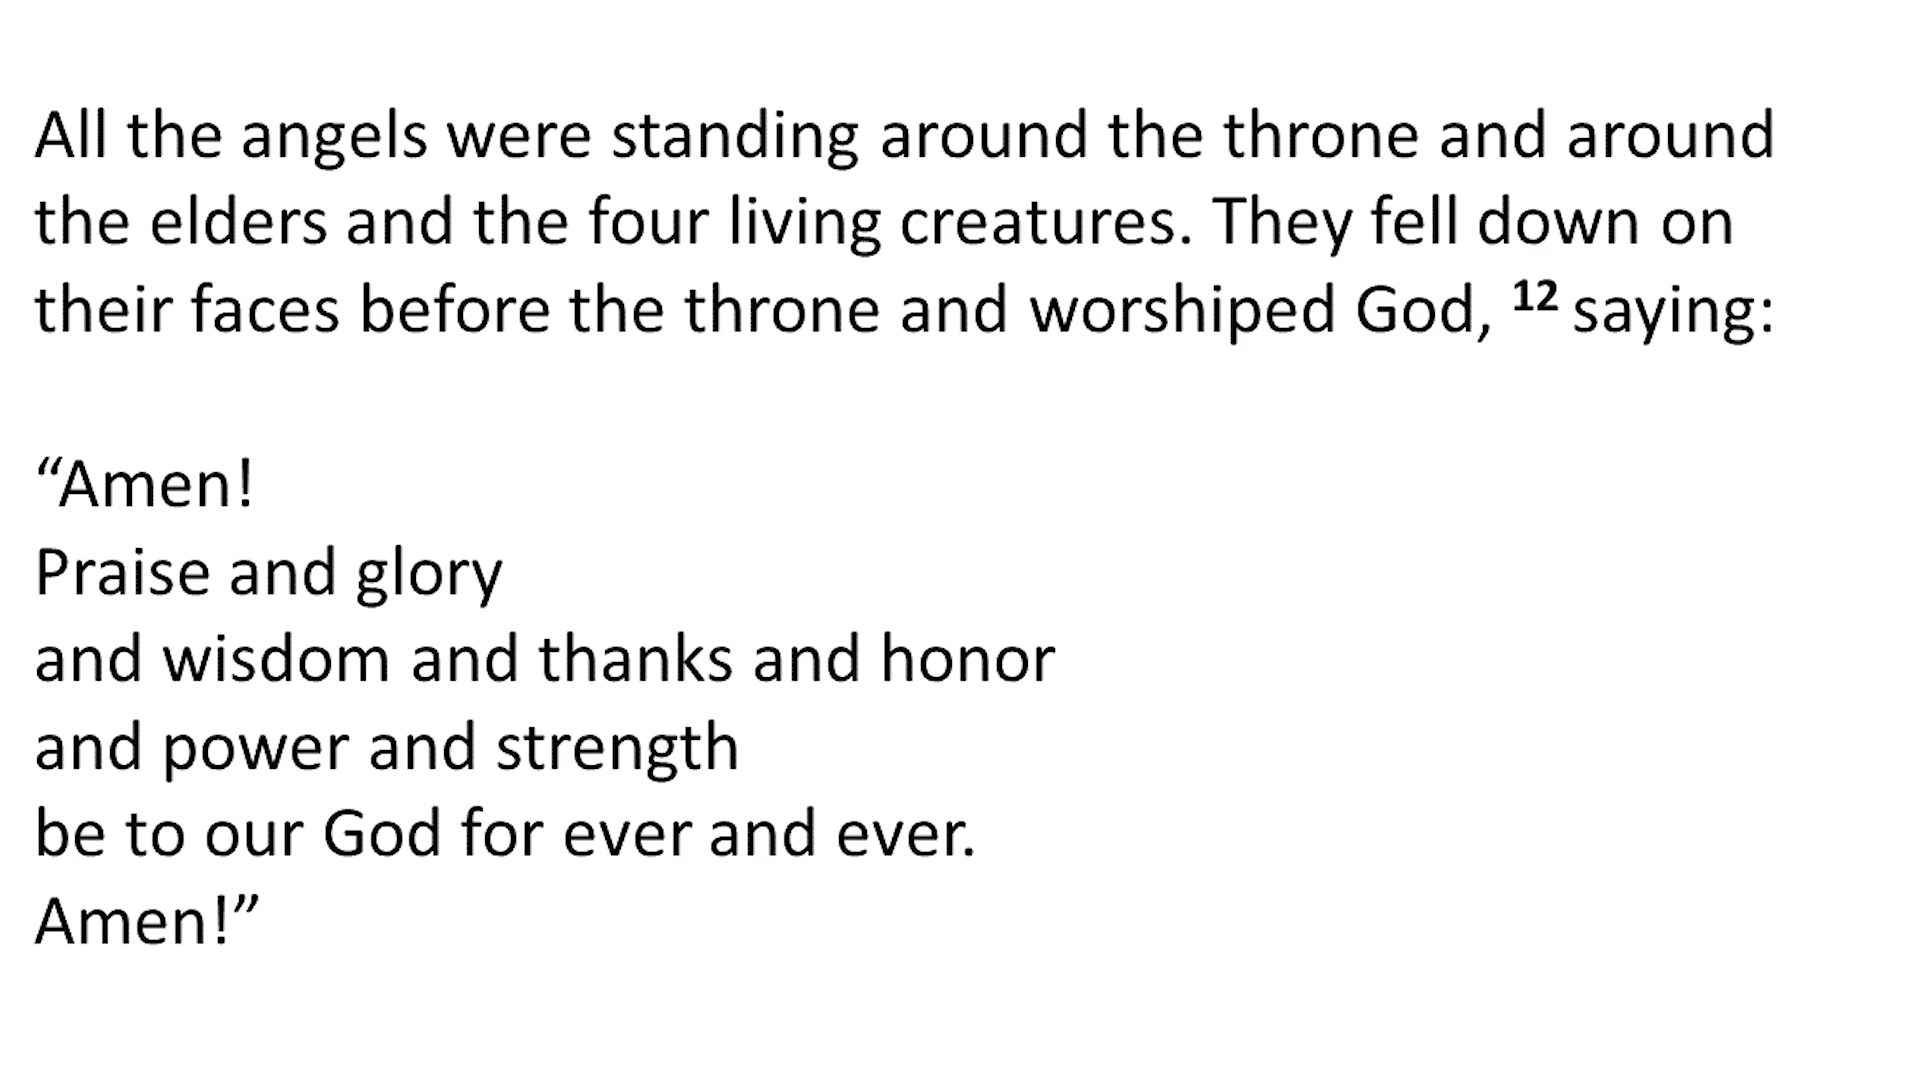 All the angels were standing around the throne and around
the elders and the four living creatures. They fell down on
their faces before the throne and worshiped God, 12 saying:
“Amen!
Praise and glory
and wisdom and thanks and honor
and power and strength
be to our God for ever and ever.
Amen!”